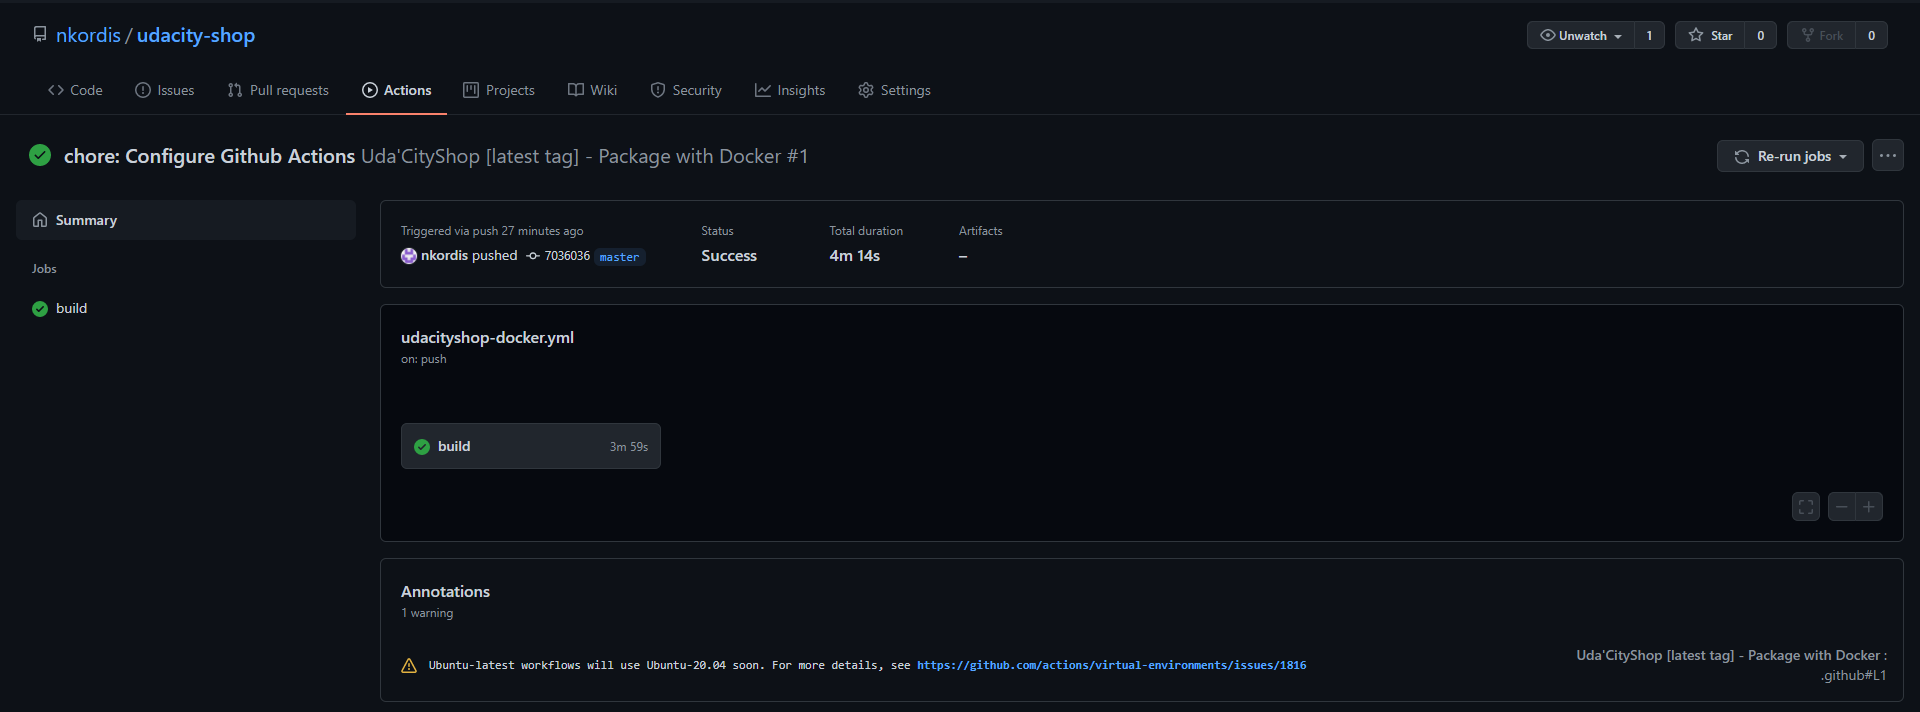 nkordis / udacity-shop
Unwatch 1 Star 0 Fork 0
Code Issues Pull requests Actions Projects Wiki Security Insights Settings
chore: Configure Github Actions Uda'CityShop [latest tag] - Package with Docker #1
Re-run jobs
Summary
Jobs
build
Triggered via push 27 minutes ago
nkordis pushed 7036036 master
Status
Success
Total duration
4m 14s
Artifacts
–
udacityshop-docker.yml
on: push
build 3m 59s
Annotations
1 warning
Ubuntu-latest workflows will use Ubuntu-20.04 soon. For more details, see https://github.com/actions/virtual-environments/issues/1816
Uda'CityShop [latest tag] - Package with Docker :
.github#L1